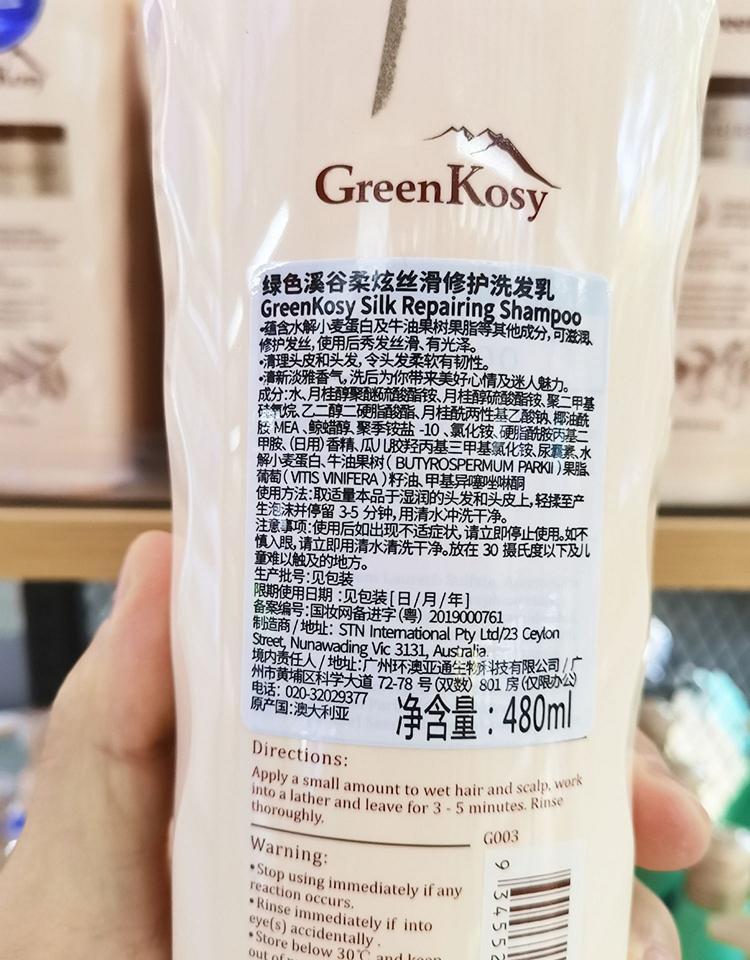 GreenKosy
绿色溪谷柔炫丝滑修护洗发乳
GreenKosy Silk Repairing Shampoo
•蕴含水解小麦蛋白及牛油果树果脂等其他成分,可滋润、
修护发丝, 使用后秀发丝滑、有光泽。
•清理头皮和头发, 令头发柔软有韧性。
•清新淡雅香气, 洗后为你带来美好心情及迷人魅力。
成分:水、月桂醇聚醚硫酸酯铵、月桂醇硫酸酯铵、聚二甲基
硅氧烷、乙二醇二硬脂酸酯、月桂酰两性基乙酸钠、椰油酰
胺 MEA 、鲸蜡醇、聚季铵盐 -10 、氯化铵、硬脂酰胺丙基二
甲胺、(日用) 香精、瓜儿胶羟丙基三甲基氯化铵、尿囊素、水
解小麦蛋白、牛油果树 ( BUTYROSPERMUM PARKII ) 果脂、
葡萄 ( VITIS VINIFERA ) 籽油、甲基异噻唑啉酮
使用方法:取适量本品于湿润的头发和头皮上, 轻揉至产
生泡沫并停留 3-5 分钟, 用清水冲洗干净。
注意事项:使用后如出现不适症状, 请立即停止使用。如不
慎入眼, 请立即用清水清洗干净。放在 30 摄氏度以下及儿
童难以触及的地方。
生产批号:见包装
限期使用日期 :见包装 [ 日 / 月 / 年 ]
备案编号:国妆网备进字 (粤) 2019000761
制造商 / 地址: STN International Pty Ltd/23 Ceylon
Street, Nunawading Vic 3131, Australia.
境内责任人 / 地址:广州环澳亚通生物科技有限公司 / 广
州市黄埔区科学大道 72-78 号 (双数) 801 房 (仅限办公)
电话: 020-32029377
原产国:澳大利亚
净含量:480ml
Directions:
Apply a small amount to wet hair and scalp, work
into a lather and leave for 3 - 5 minutes. Rinse
thoroughly.
G003
Warning:
•Stop using immediately if any
reaction occurs.
•Rinse immediately if into
eye(s) accidentally .
•Store below 30℃ and keep
out of
9 34552